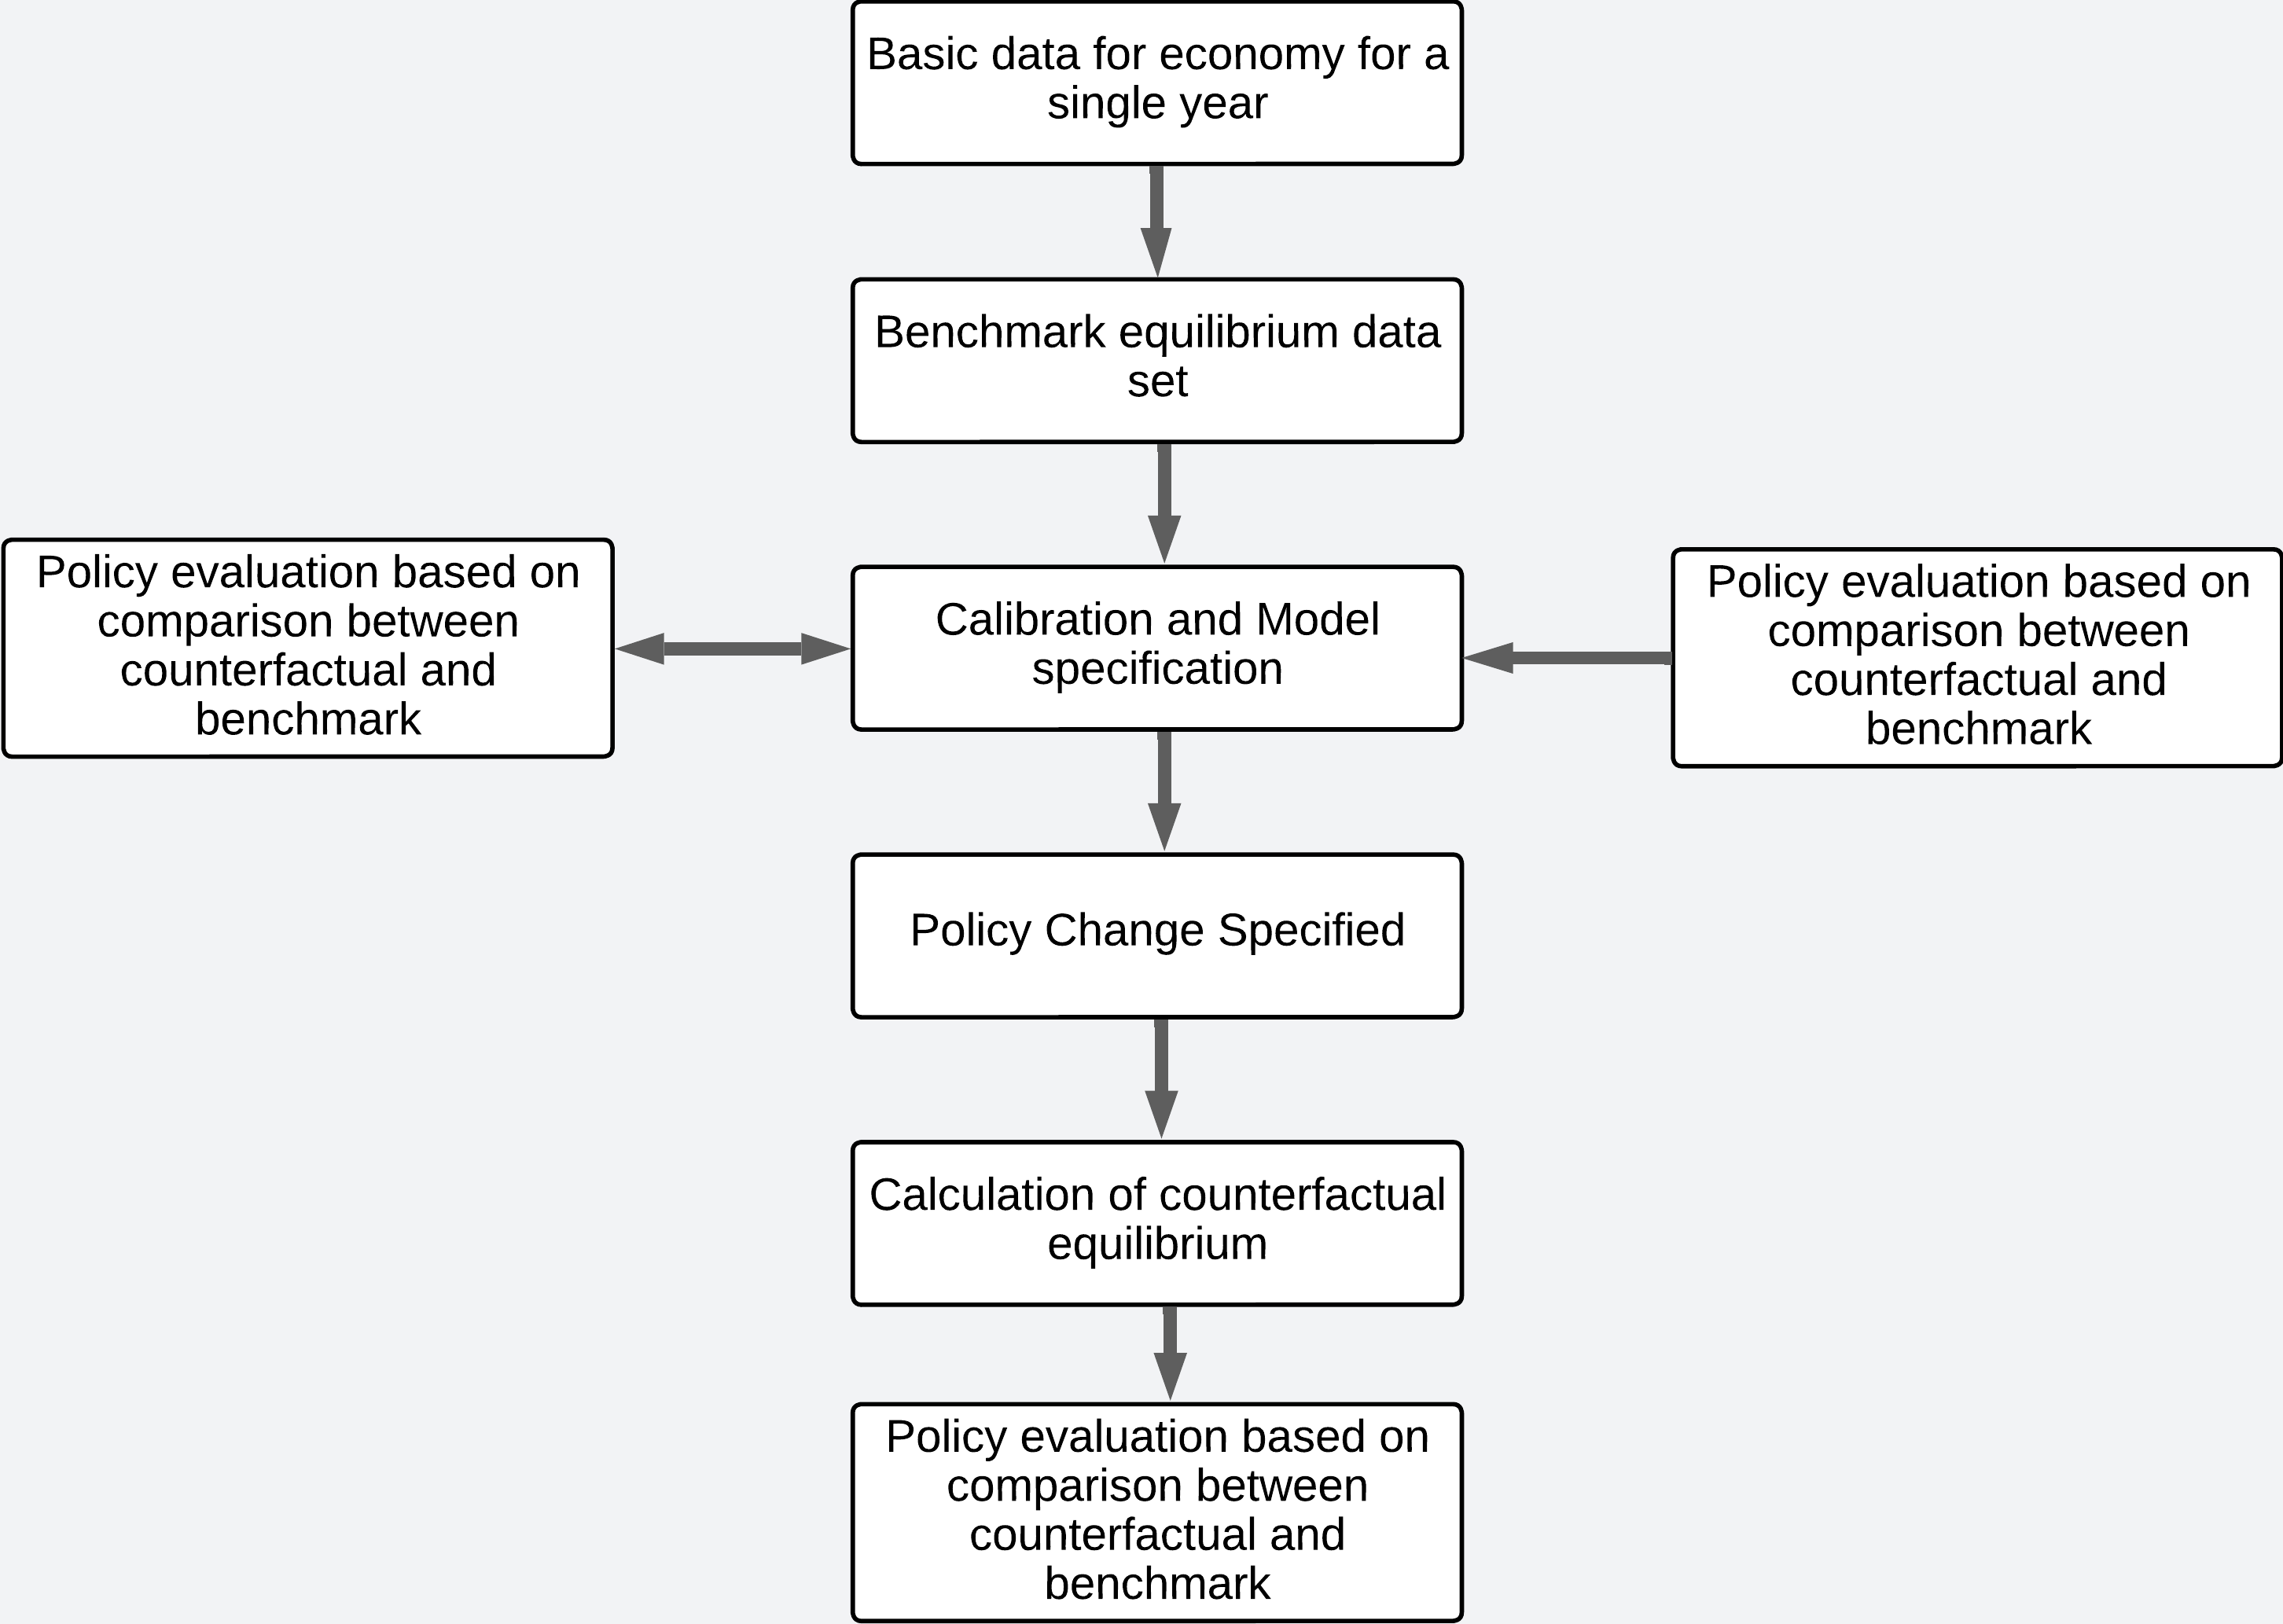 Basic data for economy for a
single year
Benchmark equilibrium data
set
Policy evaluation based on
comparison between
counterfactual and
benchmark
Calibration and Model
specification
Policy evaluation based on
comparison between
counterfactual and
benchmark
Policy Change Specified
Calculation of counterfactual
equilibrium
Policy evaluation based on
comparison between
counterfactual and
benchmark